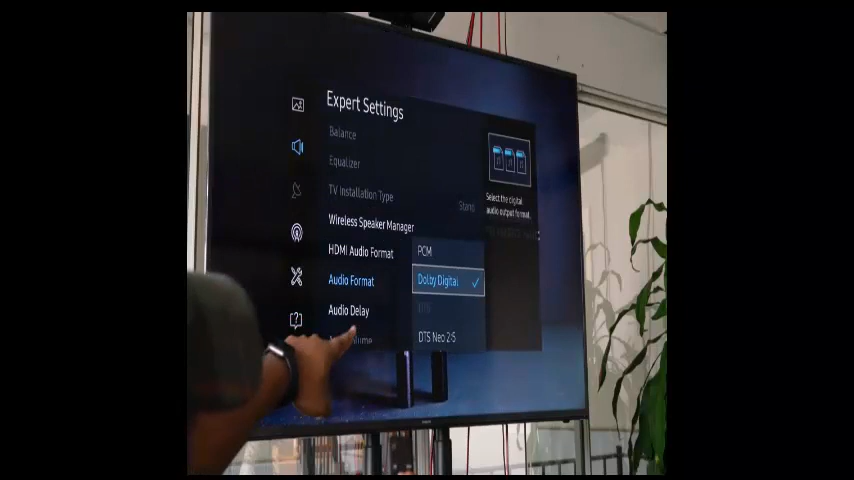 Expert Settings
Balance
Equalizer
TV Installation Type
Stand
Select the digital
audio output format.
Wireless Speaker Manager
HDMI Audio Format
PCM
Audio Format
Dolby Digital
DTS
Audio Delay
DTS Neo 2:5